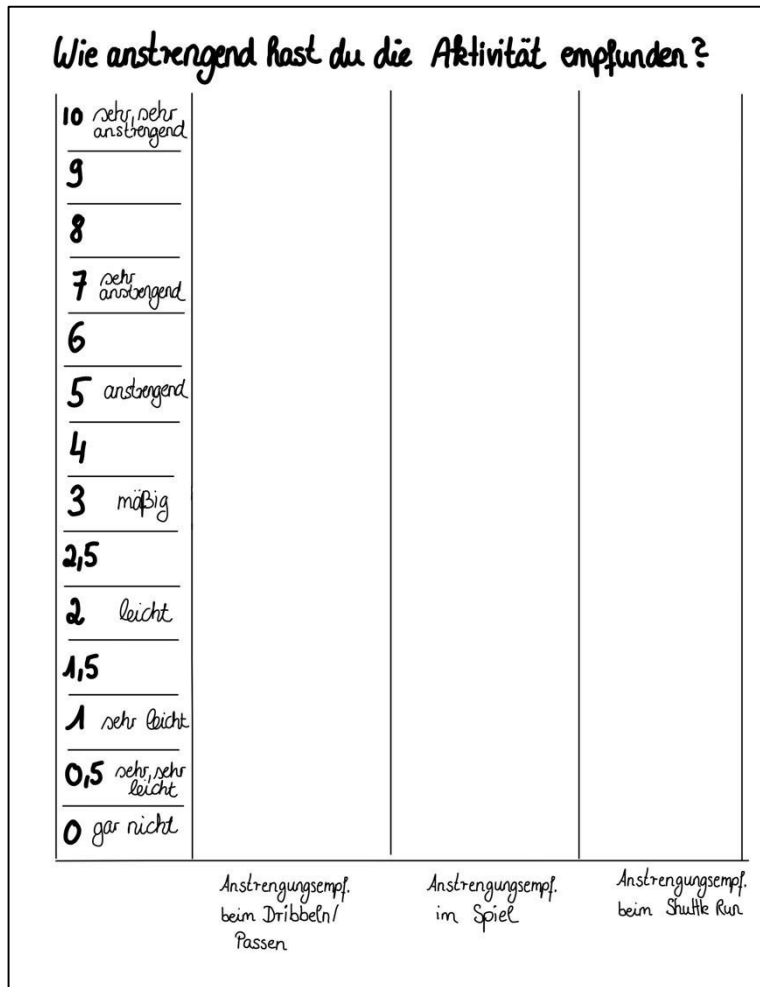 Wie anstrengend hast du die Aktivität empfunden?
10 sehr, sehr
anstrengend
9
8
7 sehr
anstrengend
6
5 anstrengend
4
3 mäßig
2,5
2 leicht
1,5
1 sehr leicht
0,5 sehr, sehr
leicht
0 gar nicht
Anstrengungsempf.
beim Dribbeln/
Passen
Anstrengungsempf.
im Spiel
Anstrengungsempf.
beim Shuttle Run